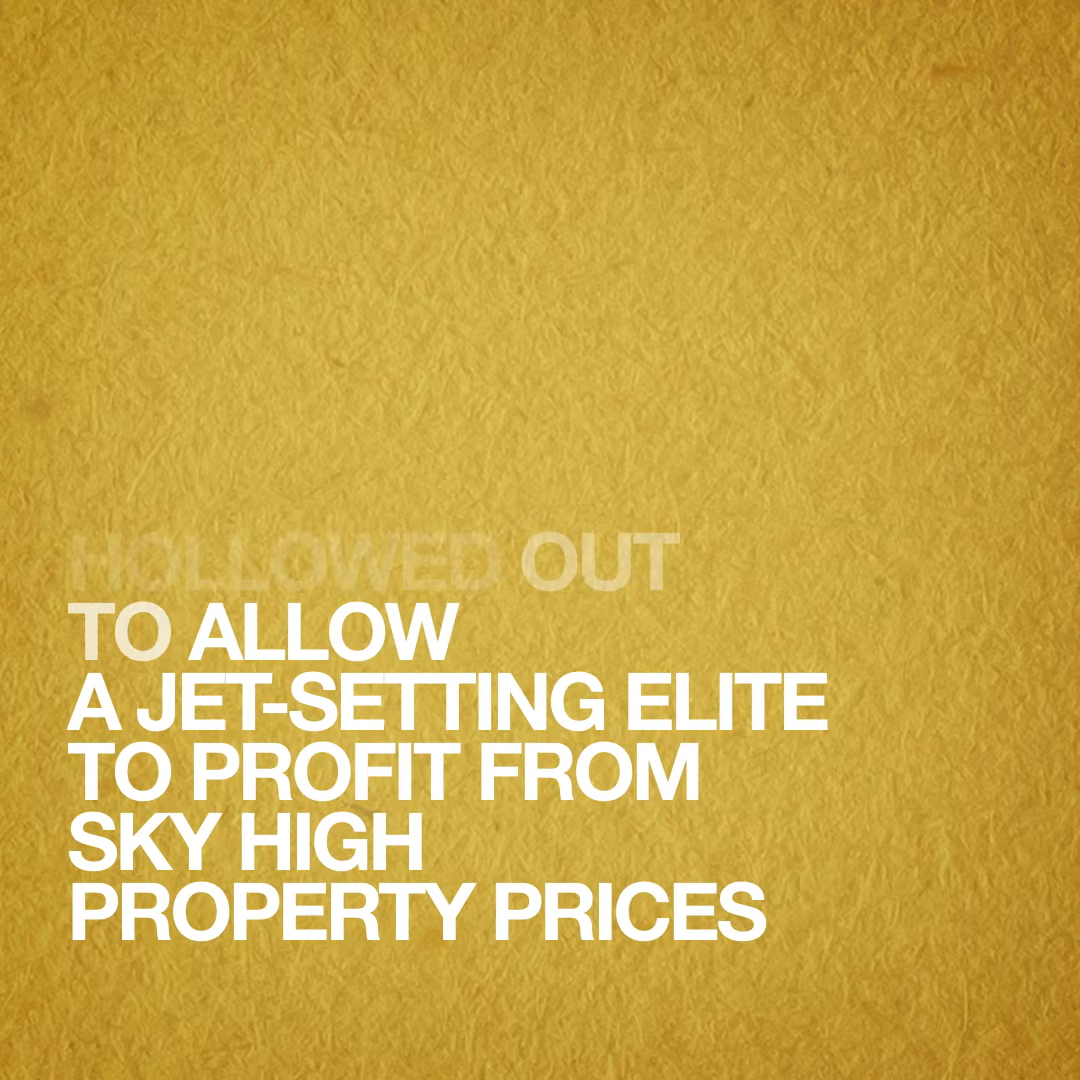 HOLLOWED OUT
TO ALLOW
A JET-SETTING ELITE
TO PROFIT FROM
SKY HIGH
PROPERTY PRICES